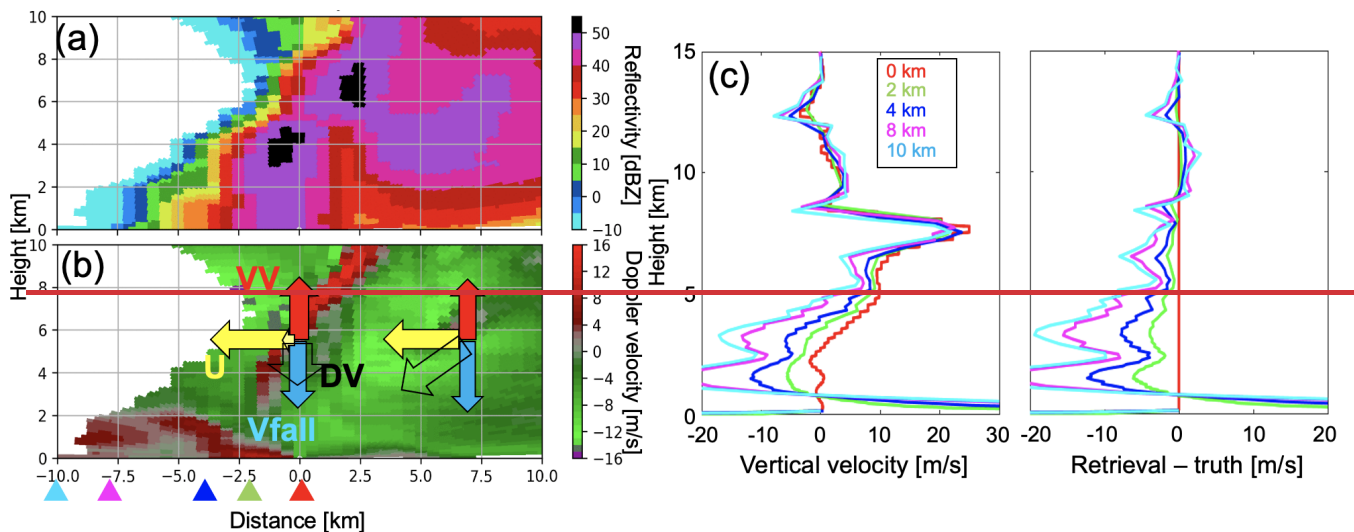 (a)
10
8
6
4
2
0
Height [km]
50
40
30
20
10
0
−10
Reflectivity [dBZ]
(b)
10
8
6
4
2
0
VV
U
DV
Vfall
16
12
8
4
0
−4
−8
−12
−16
Doppler velocity [m/s]
−10.0 −7.5 −5.0 −2.5 0.0 2.5 5.0 7.5 10.0
Distance [km]
(c)
15
10
5
0
Height [km]
0 km
2 km
4 km
8 km
10 km
-20 -10 0 10 20 30
Vertical velocity [m/s]
-20 -10 0 10 20
Retrieval – truth [m/s]